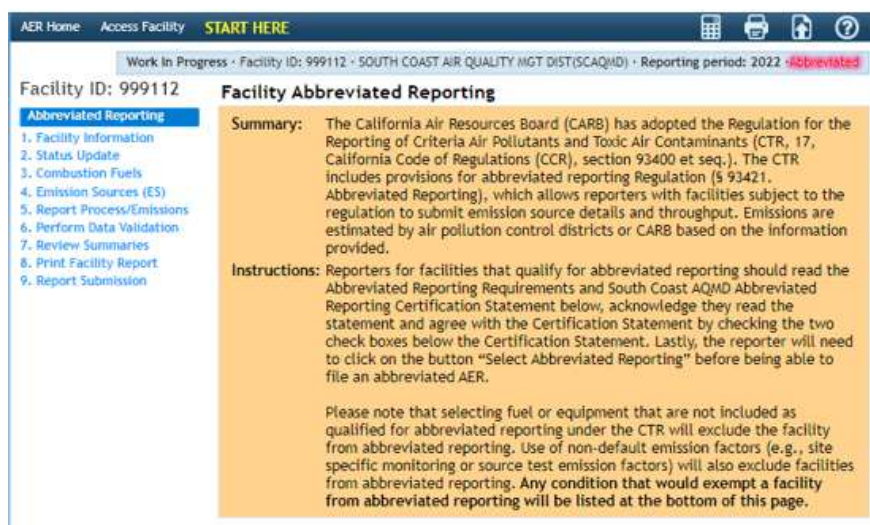 AER Home Access Facility START HERE
Work In Progress • Facility ID: 999112 • SOUTH COAST AIR QUALITY MGT DIST(SCAQMD) • Reporting period: 2022 •Abbreviated
Facility ID: 999112
Abbreviated Reporting
1. Facility Information
2. Status Update
3. Combustion Fuels
4. Emission Sources (ES)
5. Report Process/Emissions
6. Perform Data Validation
7. Review Summaries
8. Print Facility Report
9. Report Submission
Facility Abbreviated Reporting
Summary: The California Air Resources Board (CARB) has adopted the Regulation for the
Reporting of Criteria Air Pollutants and Toxic Air Contaminants (CTR, 17,
California Code of Regulations (CCR), section 93400 et seq.). The CTR
includes provisions for abbreviated reporting Regulation (§ 93421.
Abbreviated Reporting), which allows reporters with facilities subject to the
regulation to submit emission source details and throughput. Emissions are
estimated by air pollution control districts or CARB based on the information
provided.
Instructions: Reporters for facilities that qualify for abbreviated reporting should read the
Abbreviated Reporting Requirements and South Coast AQMD Abbreviated
Reporting Certification Statement below, acknowledge they read the
statement and agree with the Certification Statement by checking the two
check boxes below the Certification Statement. Lastly, the reporter will need
to click on the button “Select Abbreviated Reporting” before being able to
file an abbreviated AER.
Please note that selecting fuel or equipment that are not included as
qualified for abbreviated reporting under the CTR will exclude the facility
from abbreviated reporting. Use of non-default emission factors (e.g., site
specific monitoring or source test emission factors) will also exclude facilities
from abbreviated reporting. Any condition that would exempt a facility
from abbreviated reporting will be listed at the bottom of this page.